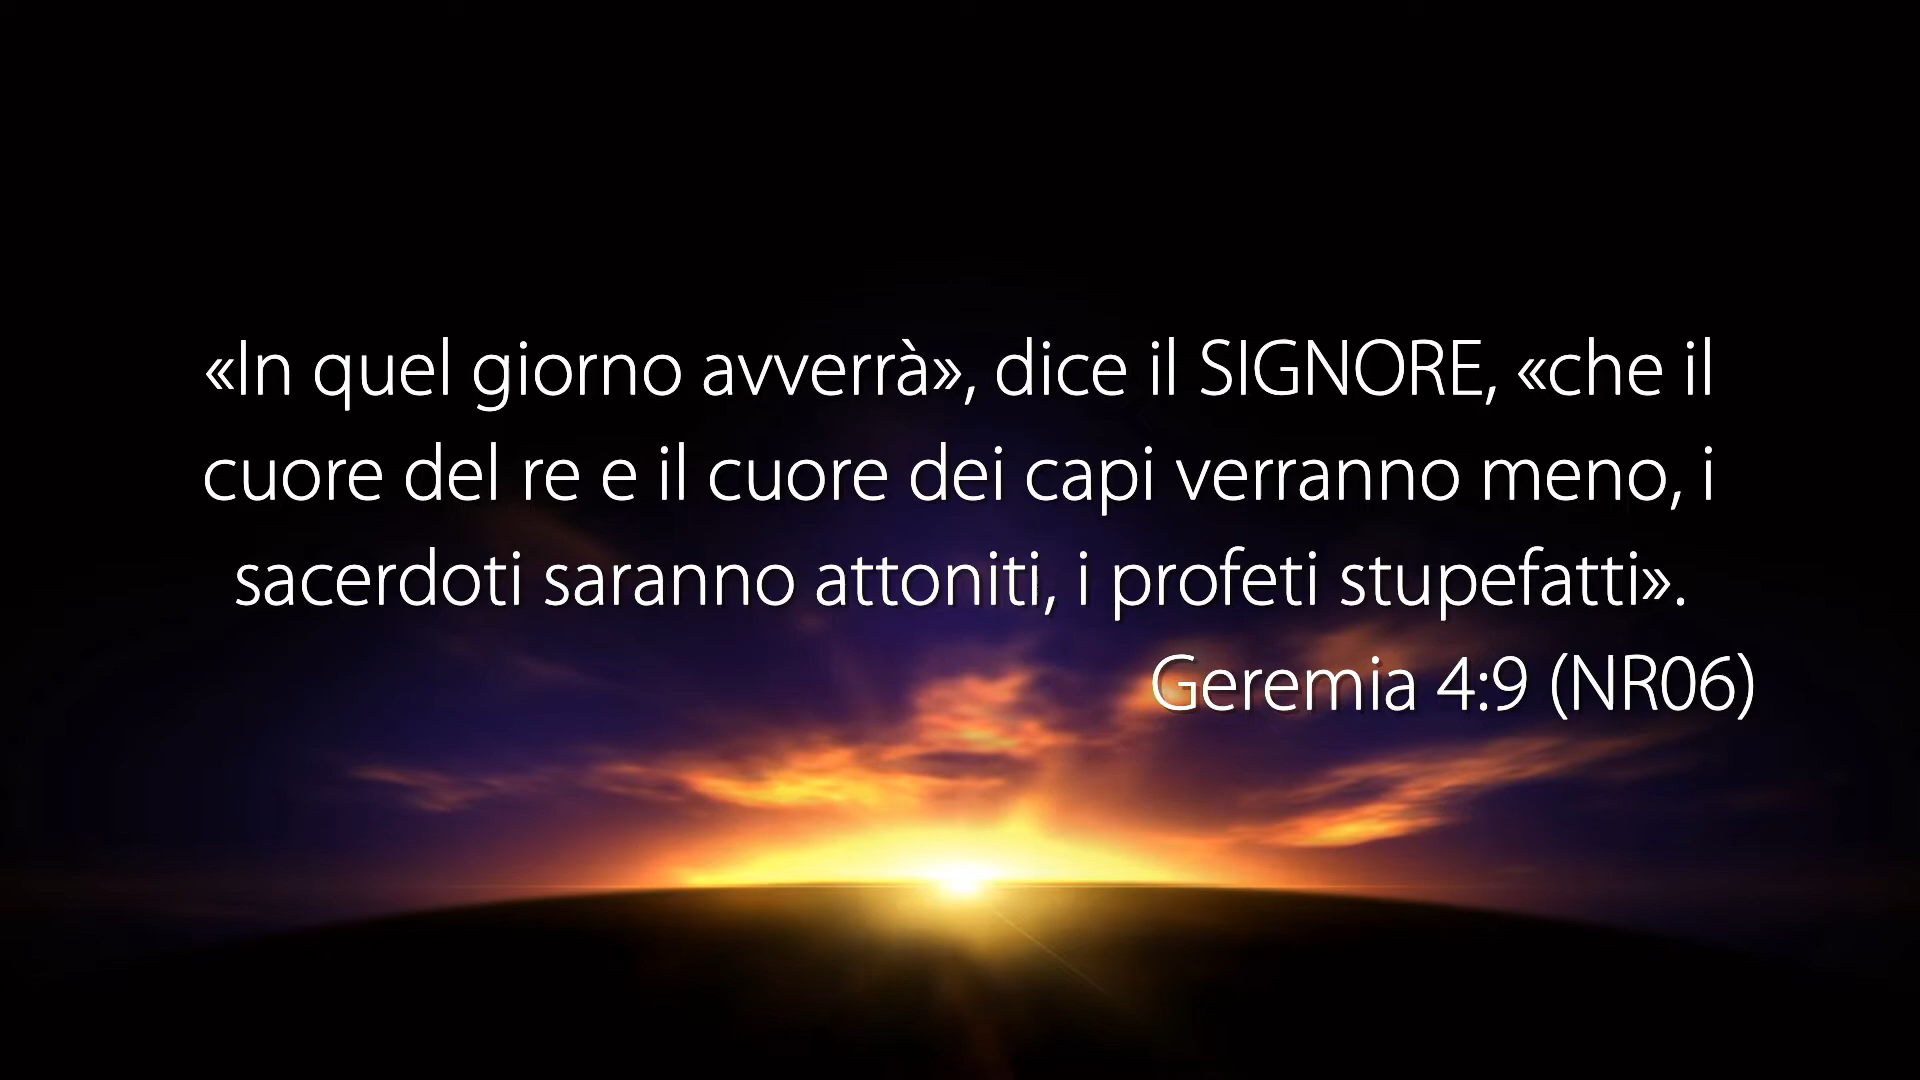 «In quel giorno avverrà», dice il SIGNORE, «che il
cuore del re e il cuore dei capi verranno meno, i
sacerdoti saranno attoniti, i profeti stupefatti».
Geremia 4:9 (NR06)